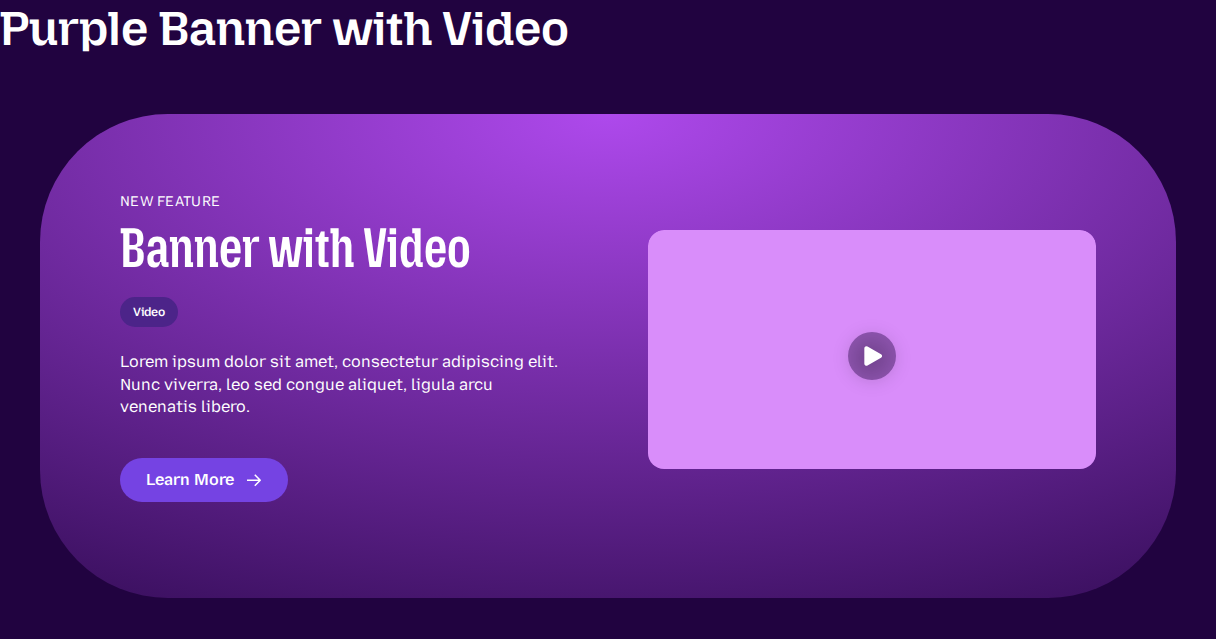 Purple Banner with Video
NEW FEATURE
Banner with Video
Video
Lorem ipsum dolor sit amet, consectetur adipiscing elit.
Nunc viverra, leo sed congue aliquet, ligula arcu
venenatis libero.
Learn More